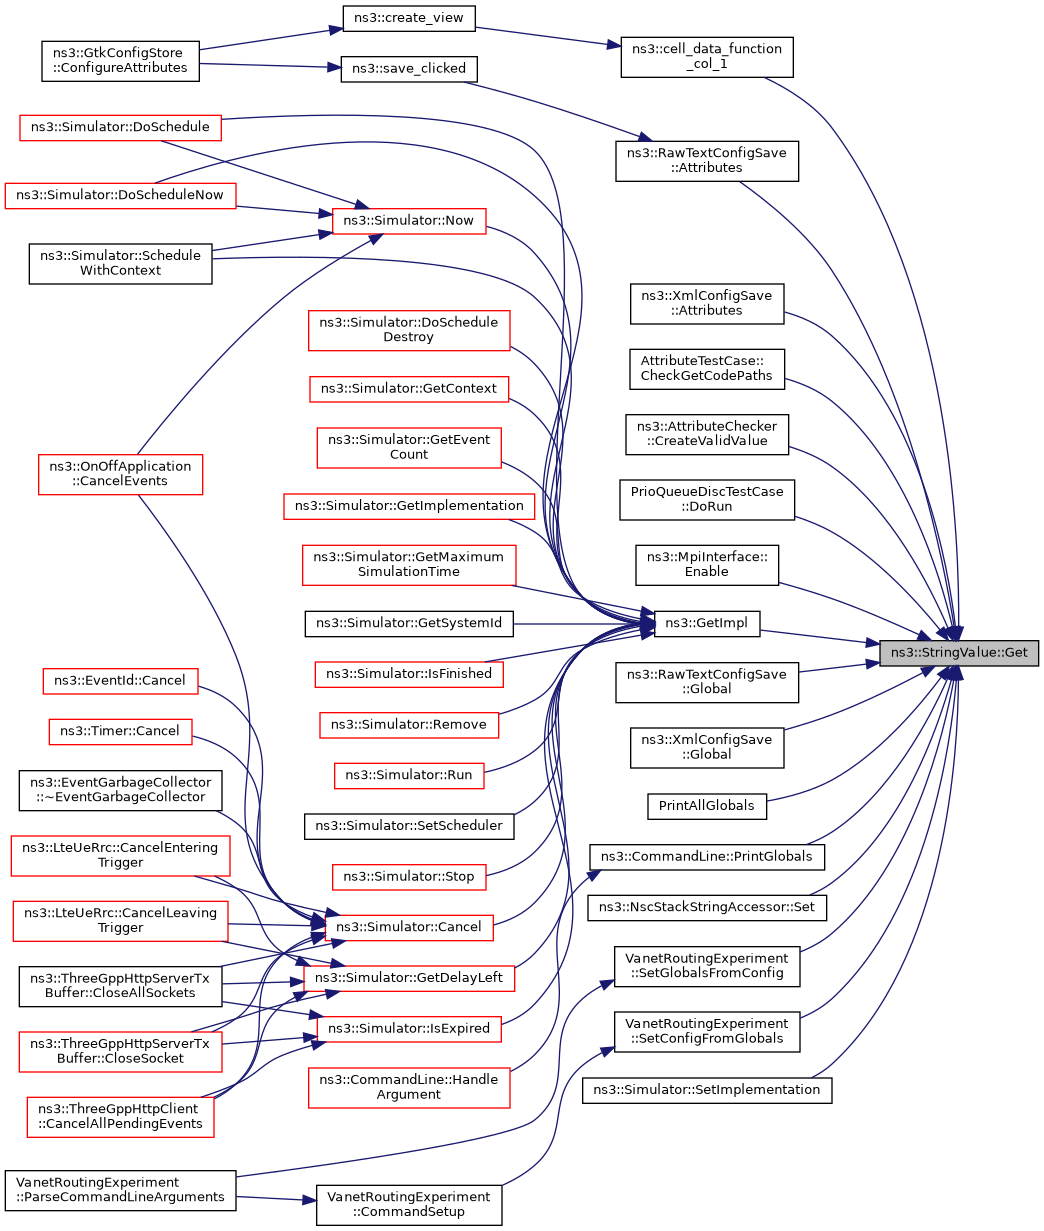 ns3::create_view
ns3::GtkConfigStore
::ConfigureAttributes
ns3::cell_data_function
_col_1
ns3::save_clicked
ns3::Simulator::DoSchedule
ns3::RawTextConfigSave
::Attributes
ns3::Simulator::DoScheduleNow
ns3::Simulator::Now
ns3::Simulator::Schedule
WithContext
ns3::XmlConfigSave
::Attributes
ns3::Simulator::DoSchedule
Destroy
AttributeTestCase::
CheckGetCodePaths
ns3::Simulator::GetContext
ns3::AttributeChecker
::CreateValidValue
ns3::Simulator::GetEvent
Count
ns3::OnOffApplication
::CancelEvents
PrioQueueDiscTestCase
::DoRun
ns3::Simulator::GetImplementation
ns3::Simulator::GetMaximum
SimulationTime
ns3::MpiInterface::
Enable
ns3::Simulator::GetSystemId
ns3::GetImpl
ns3::StringValue::Get
ns3::Simulator::IsFinished
ns3::EventId::Cancel
ns3::RawTextConfigSave
::Global
ns3::Simulator::Remove
ns3::Timer::Cancel
ns3::XmlConfigSave
::Global
ns3::Simulator::Run
ns3::EventGarbageCollector
::~EventGarbageCollector
PrintAllGlobals
ns3::Simulator::SetScheduler
ns3::LteUeRrc::CancelEntering
Trigger
ns3::CommandLine::PrintGlobals
ns3::Simulator::Stop
ns3::LteUeRrc::CancelLeaving
Trigger
ns3::NscStackStringAccessor::Set
ns3::Simulator::Cancel
VanetRoutingExperiment
::SetGlobalsFromConfig
ns3::ThreeGppHttpServerTx
Buffer::CloseAllSockets
ns3::Simulator::GetDelayLeft
ns3::Simulator::IsExpired
VanetRoutingExperiment
::SetConfigFromGlobals
ns3::ThreeGppHttpServerTx
Buffer::CloseSocket
ns3::CommandLine::Handle
Argument
ns3::Simulator::SetImplementation
ns3::ThreeGppHttpClient
::CancelAllPendingEvents
VanetRoutingExperiment
::ParseCommandLineArguments
VanetRoutingExperiment
::CommandSetup